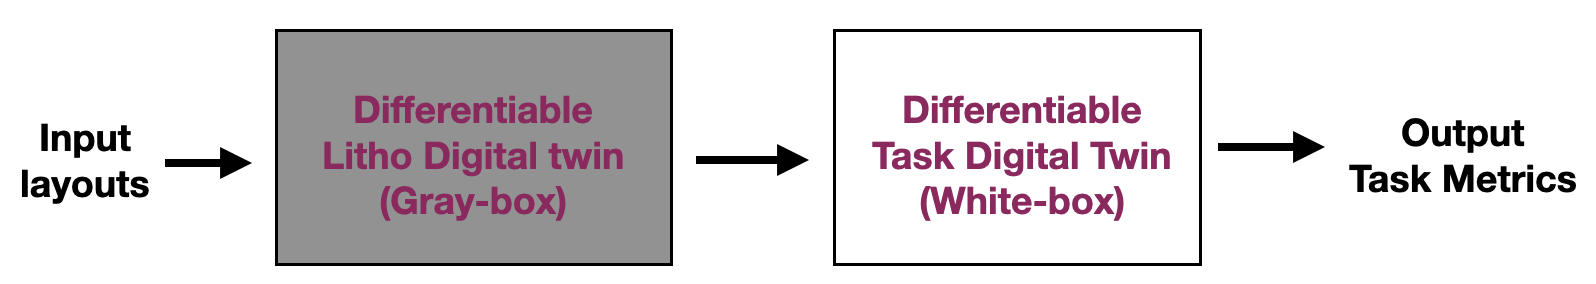 Input
layouts
Differentiable
Litho Digital twin
(Gray-box)
Differentiable
Task Digital Twin
(White-box)
Output
Task Metrics